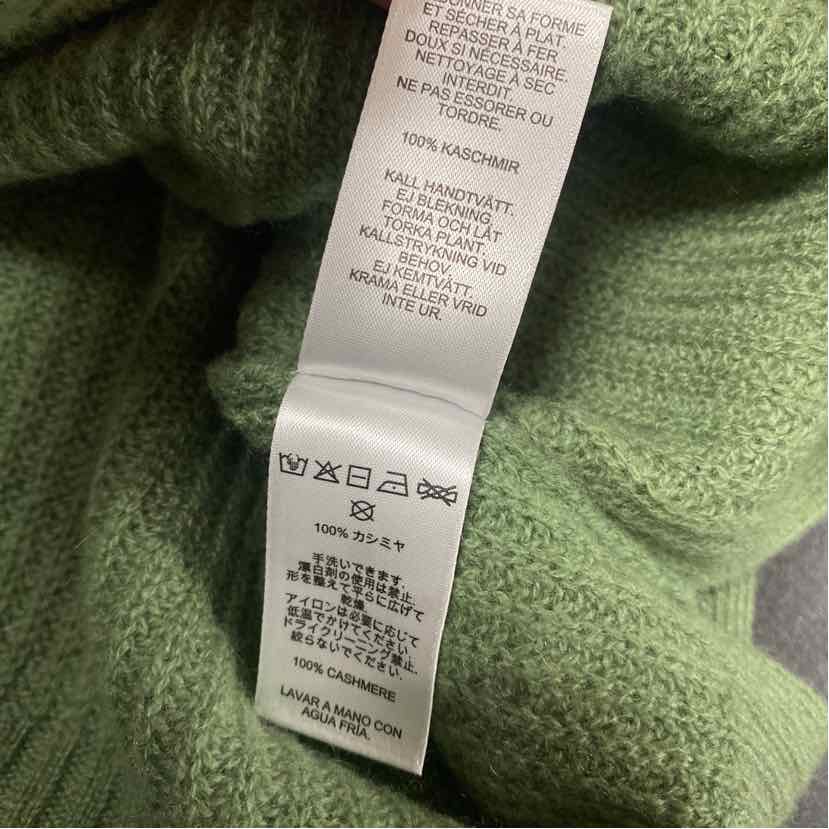 DONNER SA FORME
ET SÉCHER À PLAT.
REPASSER À FER
DOUX SI NÉCESSAIRE.
NETTOYAGE À SEC
INTERDIT.
NE PAS ESSORER OU
TORDRE.
100% KASCHMIR
KALL HANDTVÄTT.
EJ BLEKNING.
FORMA OCH LÅT
TORKA PLANT.
KALLSTRYKNING VID
BEHOV.
EJ KEMTVÄTT.
KRAMA ELLER VRID
INTE UR.
100% カシミヤ
手洗いできます.
漂白剤の使用は禁止.
形を整えて平らに広げて
乾燥.
アイロンは必要に応じて
低温でかけてください.
ドライクリーニング禁止.
絞らないでください.
100% CASHMERE
LAVAR A MANO CON
AGUA FRÍA.